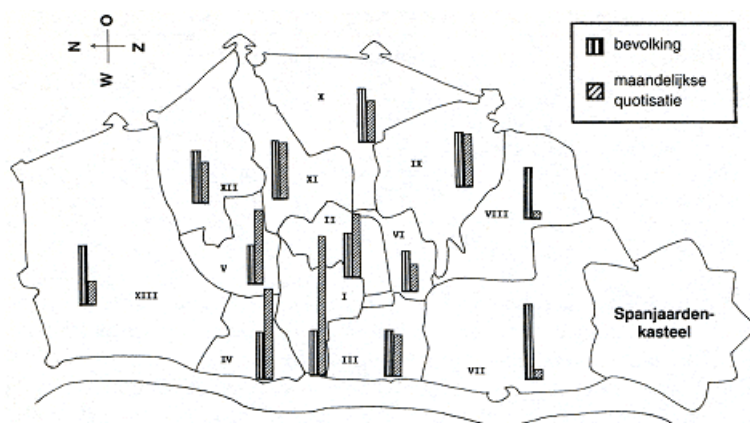 O
N Z
W
bevolking
maandelijkse
quotisatie
X
IX
XII
XI
VIII
II
VI
V
XIII
I
Spanjaarden-
kasteel
IV
III
VII